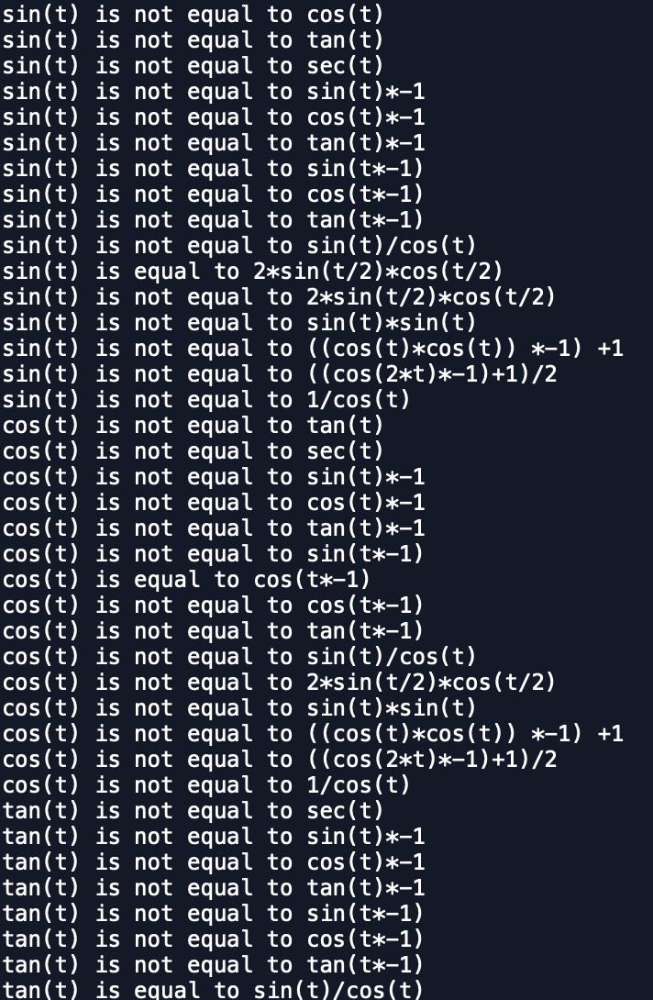 sin(t) is not equal to cos(t)
sin(t) is not equal to tan(t)
sin(t) is not equal to sec(t)
sin(t) is not equal to sin(t)*-1
sin(t) is not equal to cos(t)*-1
sin(t) is not equal to tan(t)*-1
sin(t) is not equal to sin(t*-1)
sin(t) is not equal to cos(t*-1)
sin(t) is not equal to tan(t*-1)
sin(t) is not equal to sin(t)/cos(t)
sin(t) is equal to 2*sin(t/2)*cos(t/2)
sin(t) is not equal to 2*sin(t/2)*cos(t/2)
sin(t) is not equal to sin(t)*sin(t)
sin(t) is not equal to ((cos(t)*cos(t)) *-1) +1
sin(t) is not equal to ((cos(2*t)*-1)+1)/2
sin(t) is not equal to 1/cos(t)
cos(t) is not equal to tan(t)
cos(t) is not equal to sec(t)
cos(t) is not equal to sin(t)*-1
cos(t) is not equal to cos(t)*-1
cos(t) is not equal to tan(t)*-1
cos(t) is not equal to sin(t*-1)
cos(t) is equal to cos(t*-1)
cos(t) is not equal to cos(t*-1)
cos(t) is not equal to tan(t*-1)
cos(t) is not equal to sin(t)/cos(t)
cos(t) is not equal to 2*sin(t/2)*cos(t/2)
cos(t) is not equal to sin(t)*sin(t)
cos(t) is not equal to ((cos(t)*cos(t)) *-1) +1
cos(t) is not equal to ((cos(2*t)*-1)+1)/2
cos(t) is not equal to 1/cos(t)
tan(t) is not equal to sec(t)
tan(t) is not equal to sin(t)*-1
tan(t) is not equal to cos(t)*-1
tan(t) is not equal to tan(t)*-1
tan(t) is not equal to sin(t*-1)
tan(t) is not equal to cos(t*-1)
tan(t) is not equal to tan(t*-1)
tan(t) is equal to sin(t)/cos(t)